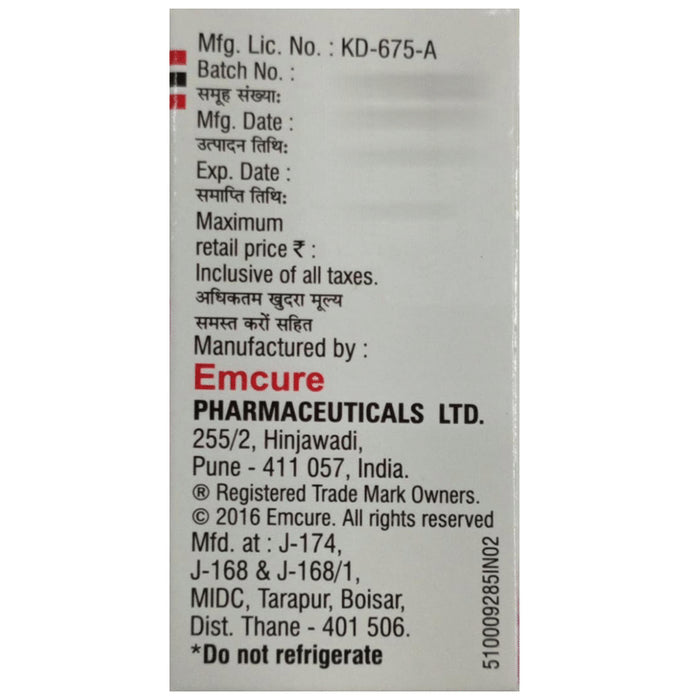 Mfg. Lic. No. : KD-675-A
Batch No. :
समूह संख्या:
Mfg. Date :
उत्पादन तिथि:
Exp. Date :
समाप्ति तिथि:
Maximum
retail price ₹ :
Inclusive of all taxes.
अधिकतम खुदरा मूल्य
समस्त करों सहित
Manufactured by :
Emcure
PHARMACEUTICALS LTD.
255/2, Hinjawadi,
Pune - 411 057, India.
® Registered Trade Mark Owners.
© 2016 Emcure. All rights reserved
Mfd. at : J-174,
J-168 & J-168/1,
MIDC, Tarapur, Boisar,
Dist. Thane - 401 506.
*Do not refrigerate
510009285IN02